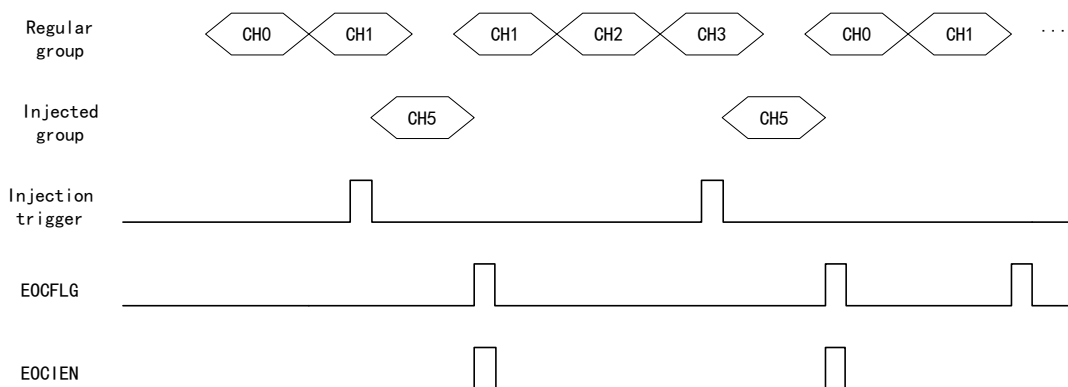 Regular
group
CH0 CH1 CH1 CH2 CH3 CH0 CH1 ...
Injected
group
CH5 CH5
Injection
trigger
EOCFLG
EOCIEN